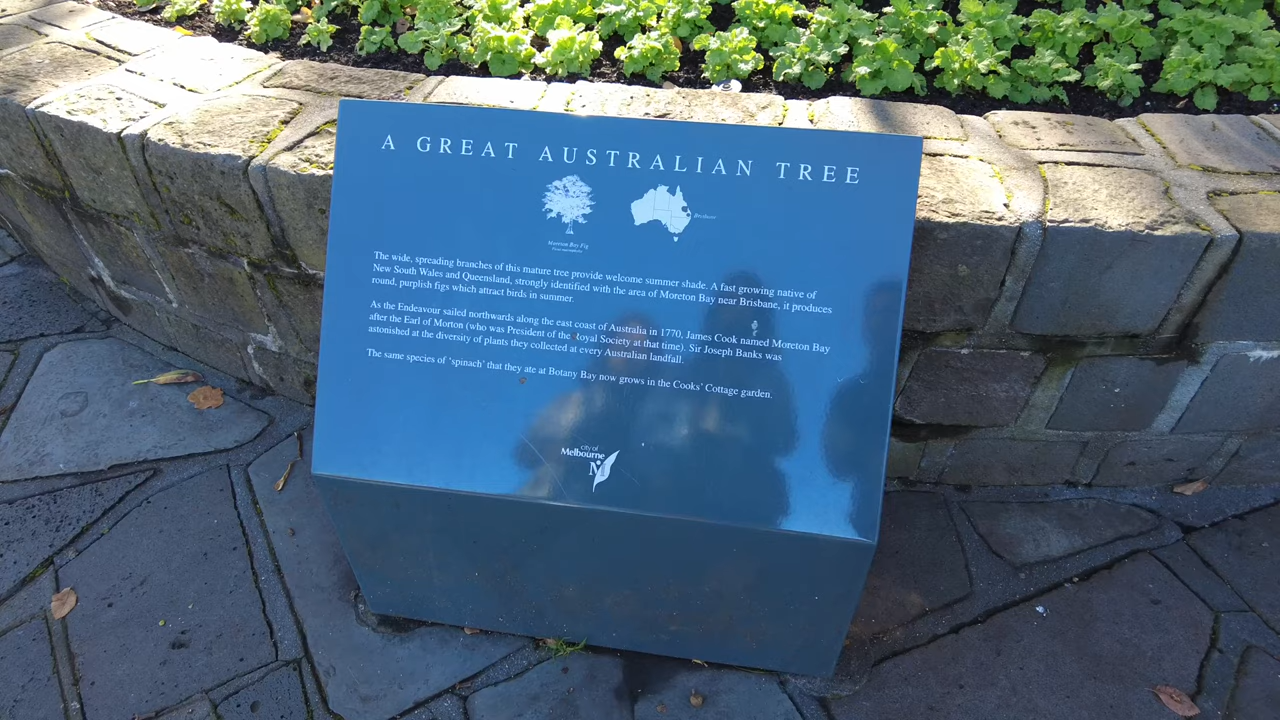 A GREAT AUSTRALIAN TREE
Brisbane
Moreton Bay Fig
The wide, spreading branches of this mature tree provide welcome summer shade. A fast growing native of
New South Wales and Queensland, strongly identified with the area of Moreton Bay near Brisbane, it produces
round, purplish figs which attract birds in summer.
As the Endeavour sailed northwards along the east coast of Australia in 1770, James Cook named Moreton Bay
after the Earl of Morton (who was President of the Royal Society at that time). Sir Joseph Banks was
astonished at the diversity of plants they collected at every Australian landfall.
The same species of 'spinach' that they ate at Botany Bay now grows in the Cooks' Cottage garden.
city of
Melbourne
M